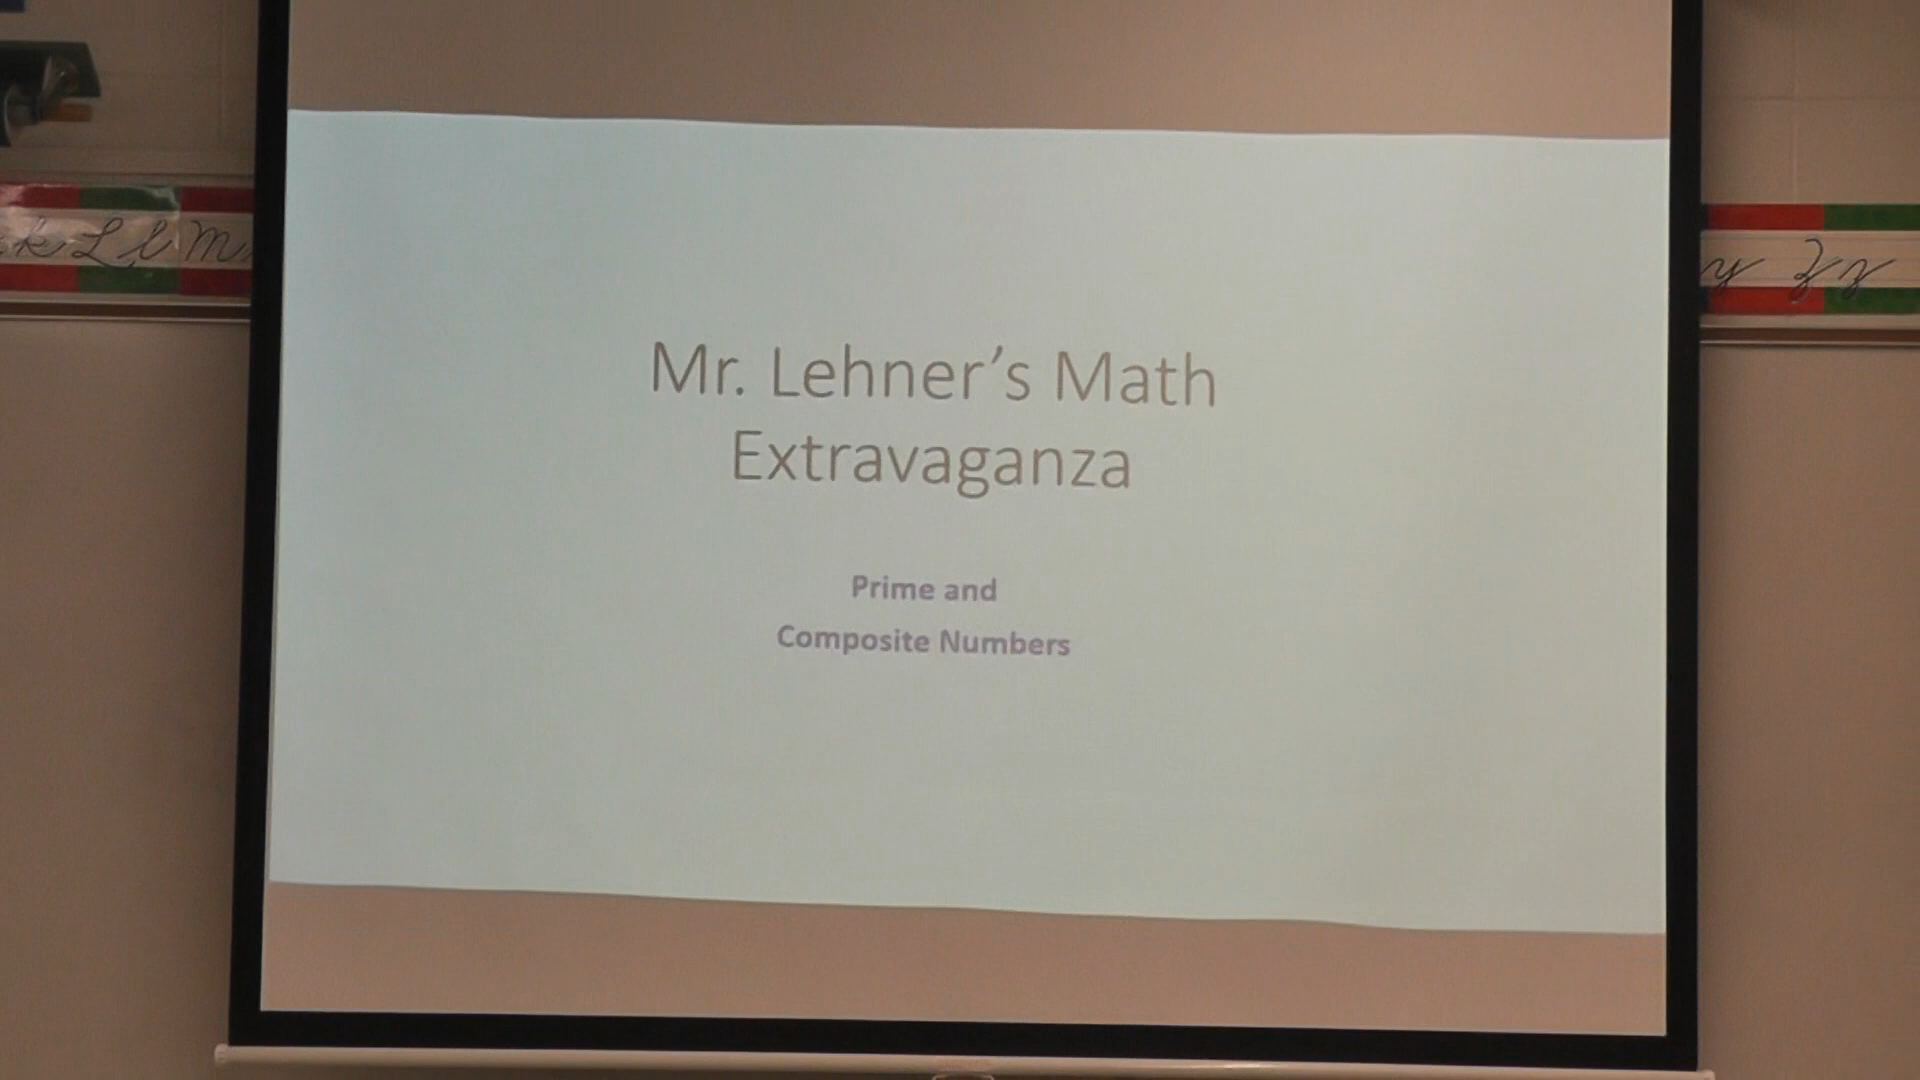 k L l M
y Z z
Mr. Lehner’s Math
Extravaganza
Prime and
Composite Numbers